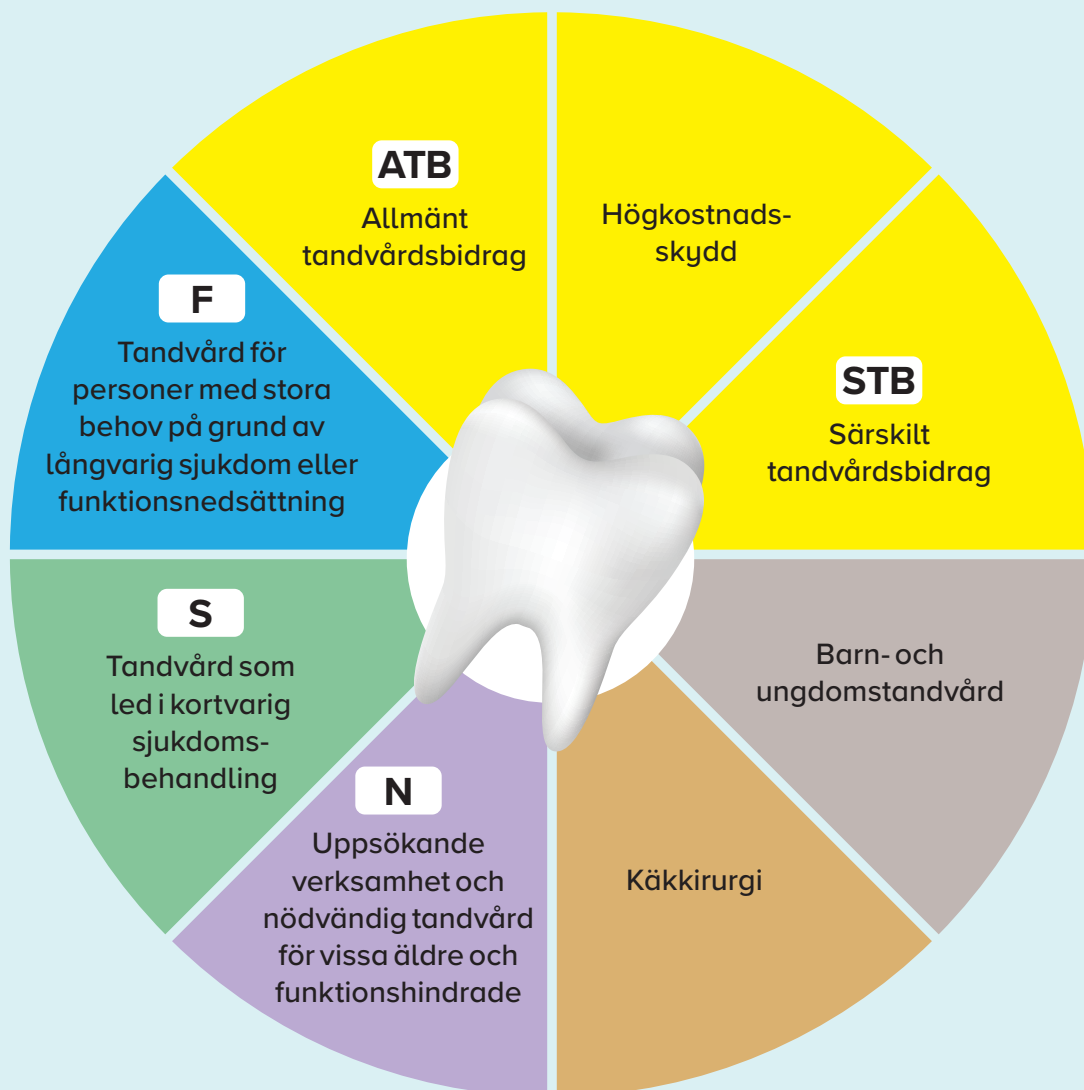 ATB
Allmänt
tandvårdsbidrag
Högkostnads-
skydd
STB
Särskilt
tandvårdsbidrag
Barn- och
ungdomstandvård
Käkkirurgi
N
Uppsökande
verksamhet och
nödvändig tandvård
för vissa äldre och
funktionshindrade
S
Tandvård som
led i kortvarig
sjukdoms-
behandling
F
Tandvård för
personer med stora
behov på grund av
långvarig sjukdom eller
funktionsnedsättning